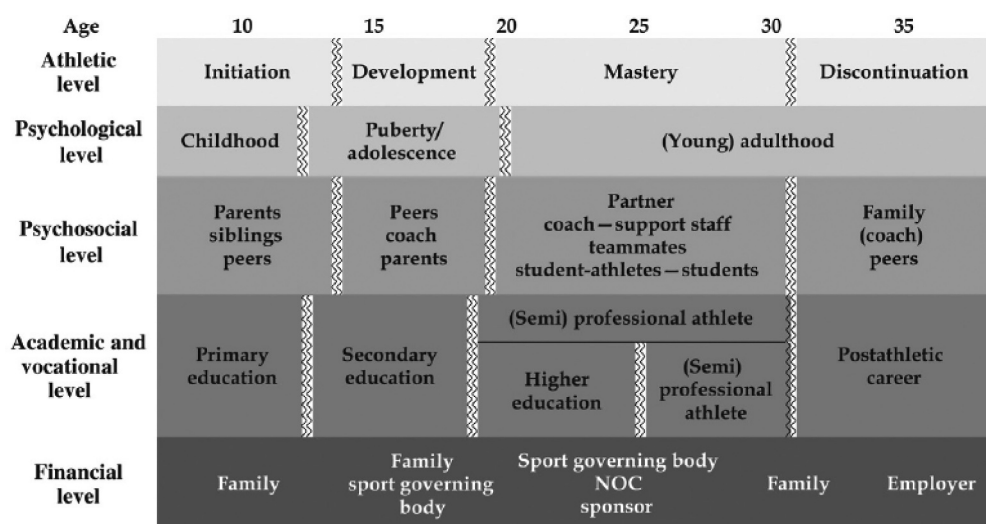 Age 10 15 20 25 30 35
Athletic
level
Initiation Development Mastery Discontinuation
Psychological
level
Childhood
Puberty/
adolescence
(Young) adulthood
Psychosocial
level
Parents
siblings
peers
Peers
coach
parents
Partner
coach—support staff
teammates
student-athletes—students
Family
(coach)
peers
Academic and
vocational
level
Primary
education
Secondary
education
(Semi) professional athlete
Higher
education
(Semi)
professional
athlete
Postathletic
career
Financial
level
Family
Family
sport governing
body
Sport governing body
NOC
sponsor
Family
Employer